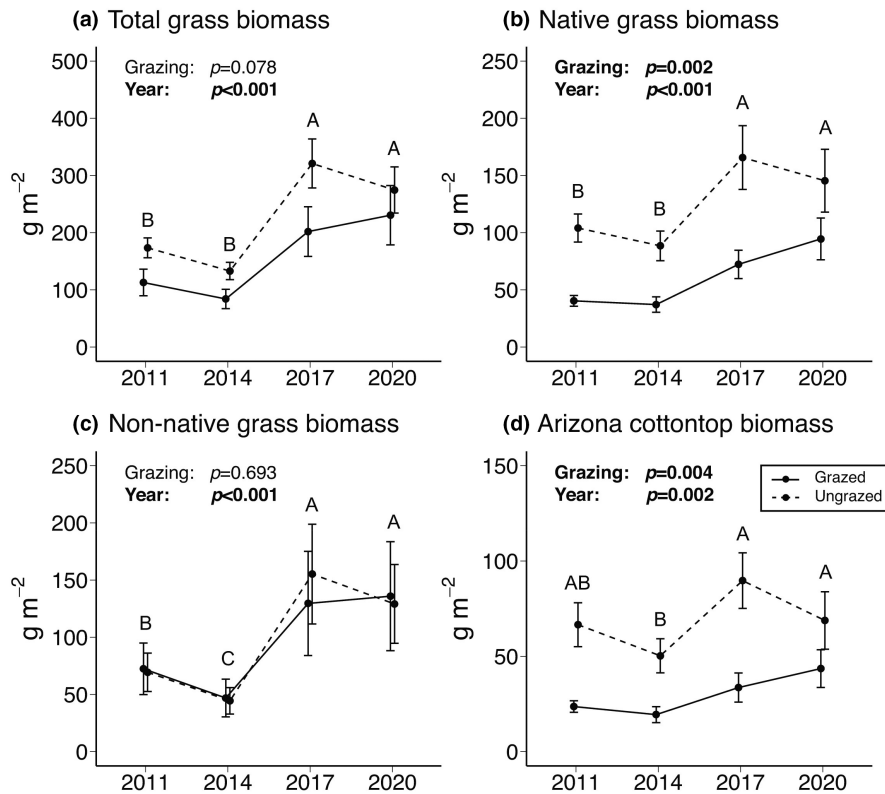 (a) Total grass biomass
500
400
300
200
100
0
g m⁻²
Grazing: p=0.078
Year: p<0.001
B
B
A
A
2011 2014 2017 2020
(b) Native grass biomass
250
200
150
100
50
0
g m⁻²
Grazing: p=0.002
Year: p<0.001
B
B
A
A
2011 2014 2017 2020
(c) Non-native grass biomass
250
200
150
100
50
0
g m⁻²
Grazing: p=0.693
Year: p<0.001
B
C
A
A
2011 2014 2017 2020
(d) Arizona cottontop biomass
150
100
50
0
g m⁻²
Grazing: p=0.004
Year: p=0.002
Grazed
Ungrazed
AB
B
A
A
2011 2014 2017 2020